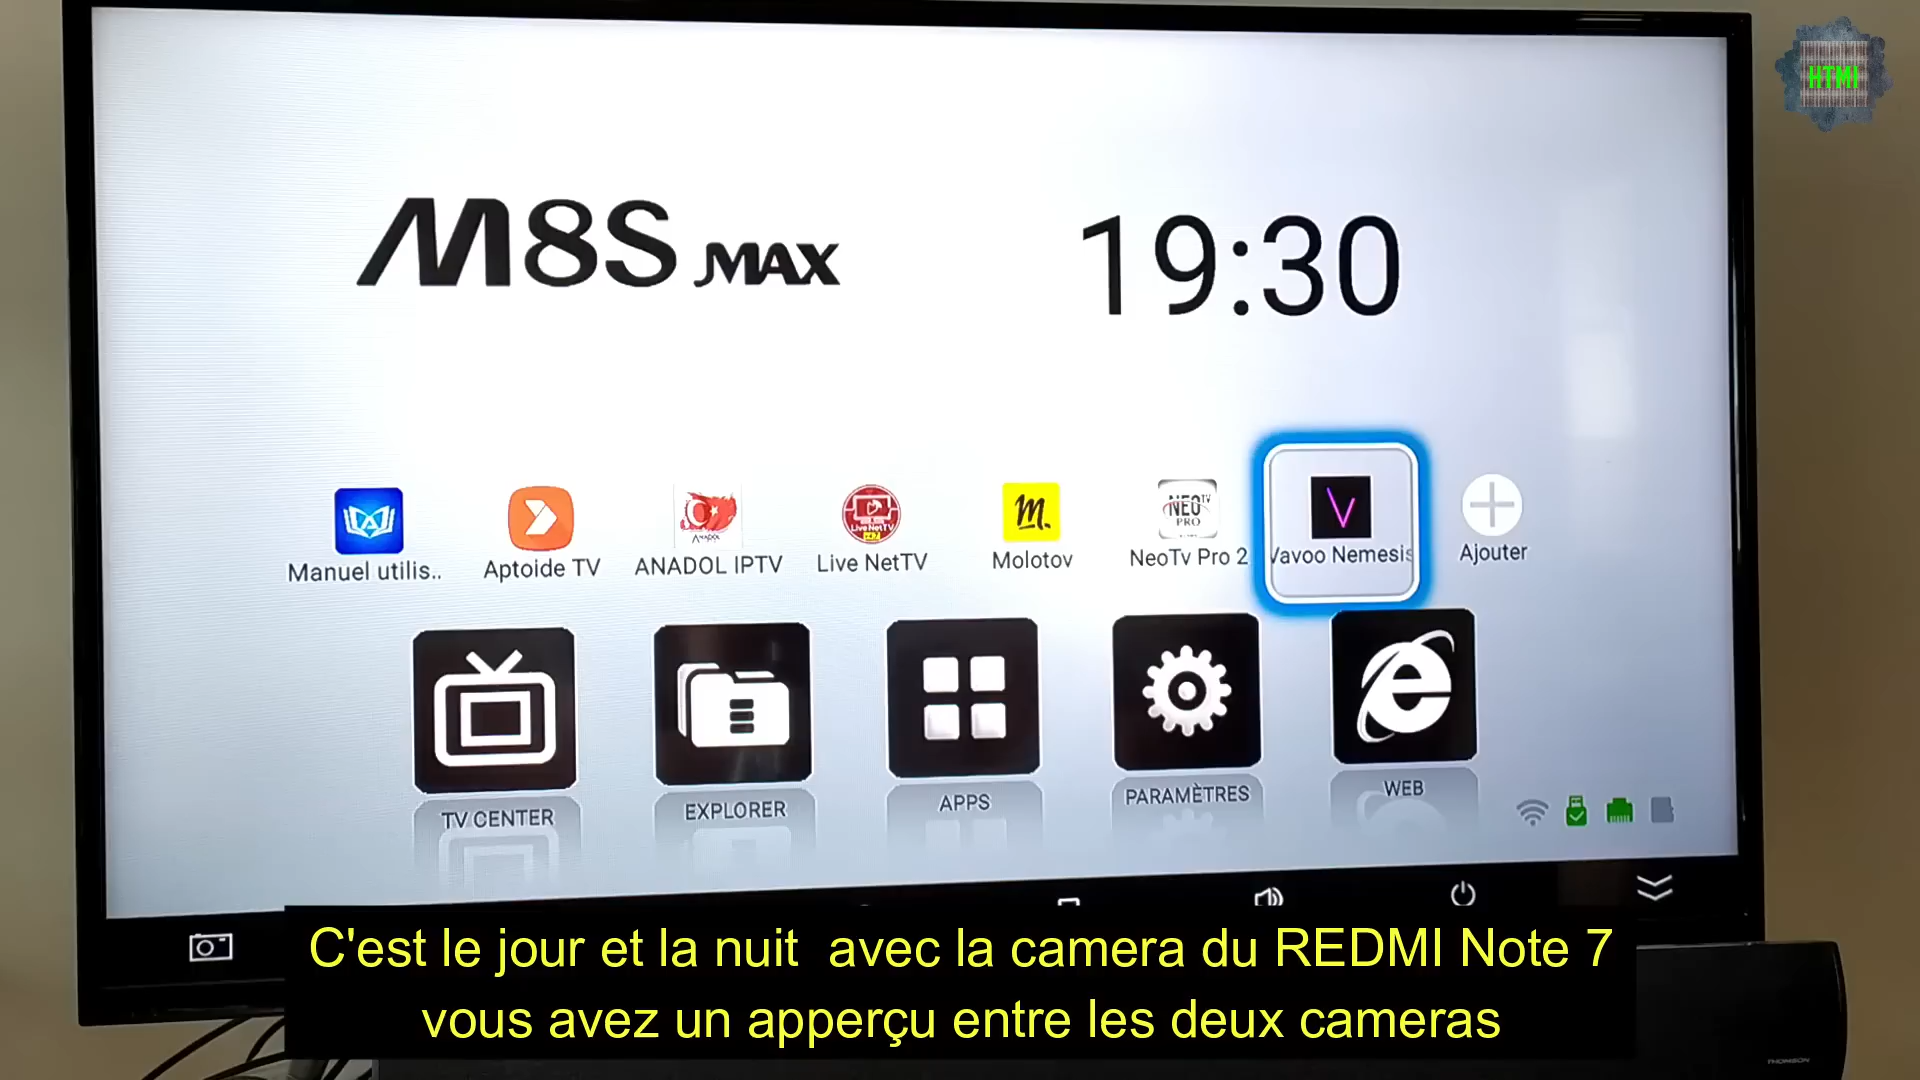 HTMI
M8S MAX
19:30
Manuel utilis..
Aptoide TV
ANADOL IPTV
Live NetTV
Molotov
NeoTv Pro 2
Vavoo Nemesis
Ajouter
TV CENTER
EXPLORER
APPS
PARAMÈTRES
WEB
C'est le jour et la nuit  avec la camera du REDMI Note 7
vous avez un apperçu entre les deux cameras
THOMSON